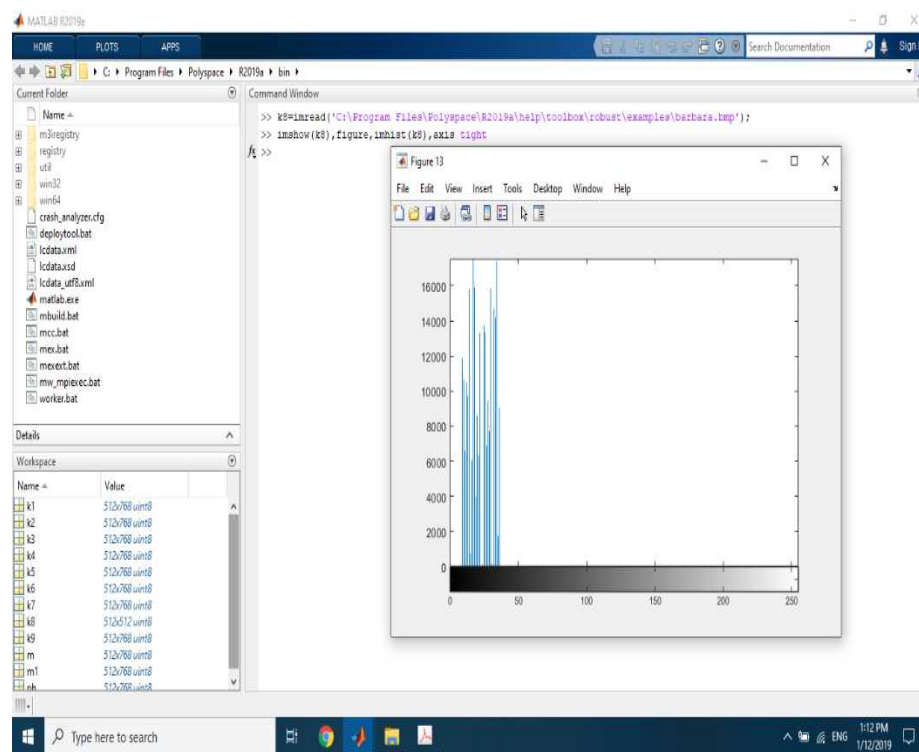 MATLAB R2019a
HOME PLOTS APPS
Search Documentation
Sign
C: Program Files Polyspace R2019a bin
Current Folder
Name
m3iregistry
registry
util
win32
win64
crash_analyzer.cfg
deploytool.bat
lcdata.xml
lcdata.xsd
lcdata_utf8.xml
matlab.exe
mbuild.bat
mcc.bat
mex.bat
mexext.bat
mw_mpiexec.bat
worker.bat
Details
Workspace
Name Value
k1 512x768 uint8
k2 512x768 uint8
k3 512x768 uint8
k4 512x768 uint8
k5 512x768 uint8
k6 512x768 uint8
k7 512x768 uint8
k8 512x512 uint8
k9 512x768 uint8
m 512x768 uint8
m1 512x768 uint8
512x768 uint8
Command Window
>> k8=imread('C:\Program Files\Polyspace\R2019a\help\toolbox\robust\examples\barbara.bmp');
>> imshow(k8),figure,imhist(k8),axis tight
fx >>
Figure 13
File Edit View Insert Tools Desktop Window Help
16000
14000
12000
10000
8000
6000
4000
2000
0
0 50 100 150 200 250
Type here to search
ENG
1:12 PM
1/12/2019